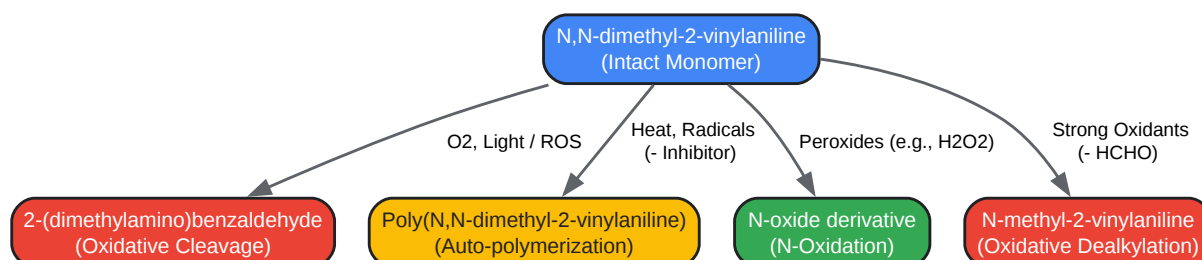 N,N-dimethyl-2-vinylaniline
(Intact Monomer)
O2, Light / ROS
Heat, Radicals
(- Inhibitor)
Peroxides (e.g., H2O2)
Strong Oxidants
(- HCHO)
2-(dimethylamino)benzaldehyde
(Oxidative Cleavage)
Poly(N,N-dimethyl-2-vinylaniline)
(Auto-polymerization)
N-oxide derivative
(N-Oxidation)
N-methyl-2-vinylaniline
(Oxidative Dealkylation)